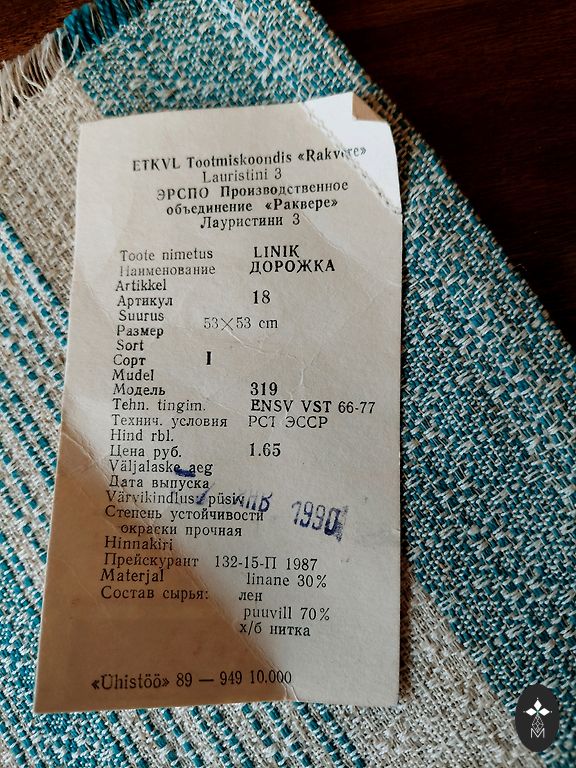 ETKVL Tootmiskoondis «Rakvere»
Lauristini 3
ЭРСПО Производственное
объединение «Раквере»
Лауристини 3
Toote nimetus LINIK
Наименование ДОРОЖКА
Artikkel
Артикул 18
Suurus
Размер 53×53 cm
Sort
Сорт I
Mudel
Модель 319
Tehn. tingim. ENSV VST 66-77
Технич. условия РСТ ЭССР
Hind rbl.
Цена руб. 1.65
Väljalaske aeg
Дата выпуска
Värvikindlus püsiv
ЯНВ 1990
Степень устойчивости
окраски прочная
Hinnakiri
Прейскурант 132-15-П 1987
Materjal linane 30%
Состав сырья: лен
puuvill 70%
х/б нитка
«Ühistöö» 89 — 949 10.000
M